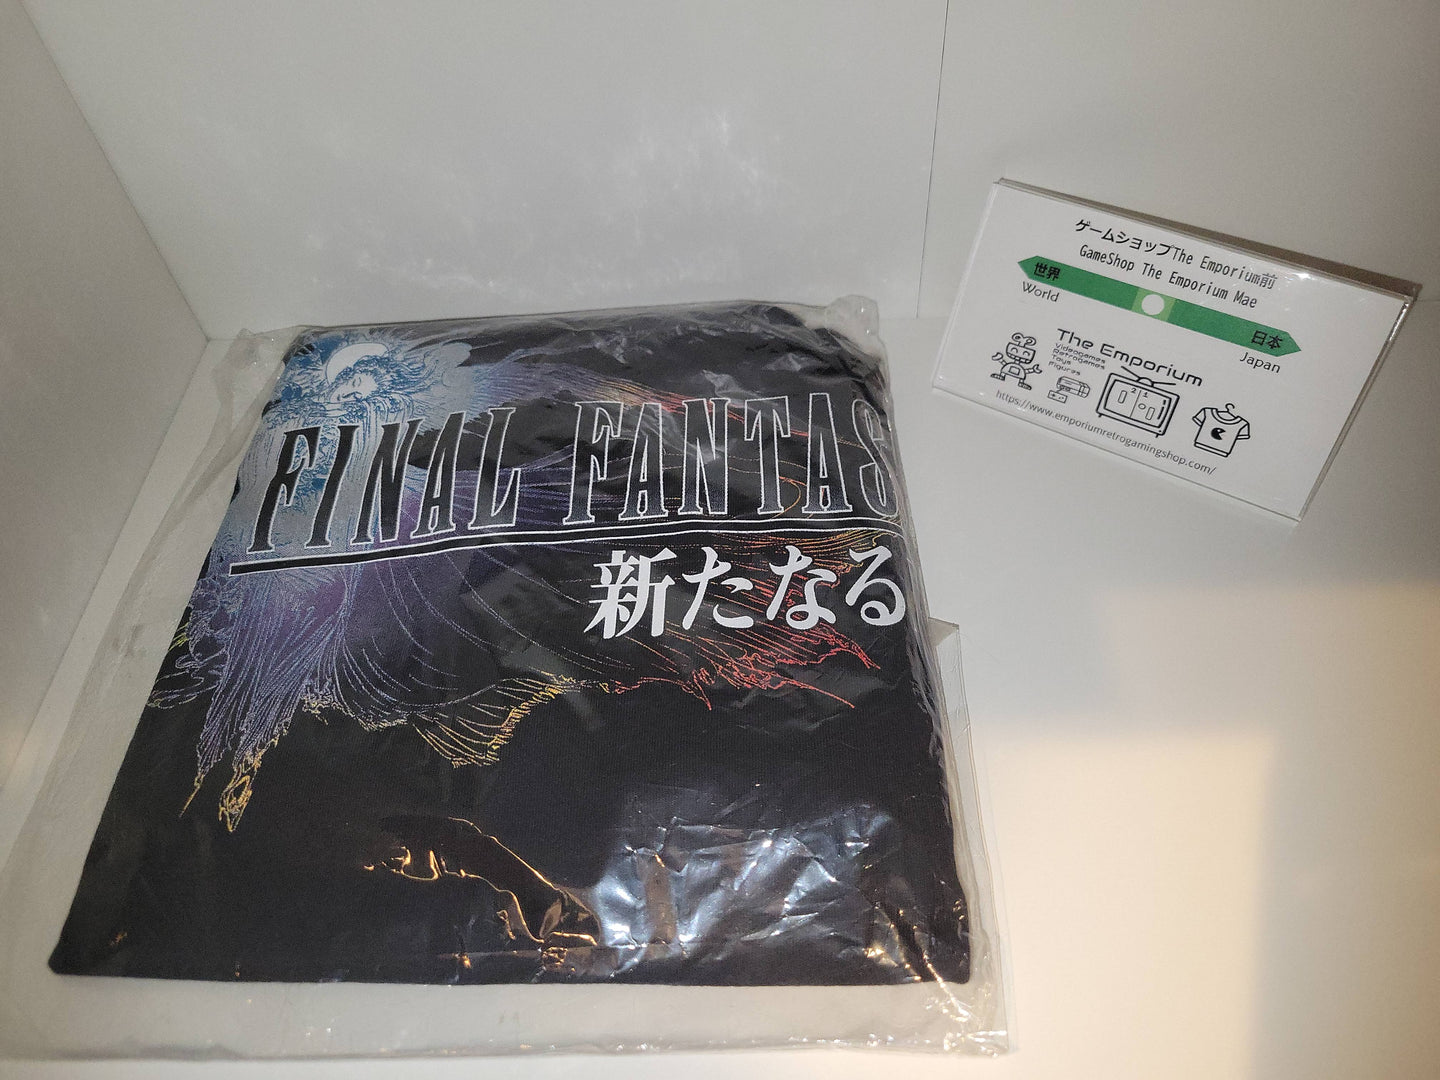 FINAL FANTAS
新たなる
ゲームショップThe Emporium前
GameShop The Emporium Mae
世界
World
日本
Japan
The Emporium
Videogames
Retrogames
Toys
Figures
https://www.emporiumretrogamingshop.com/